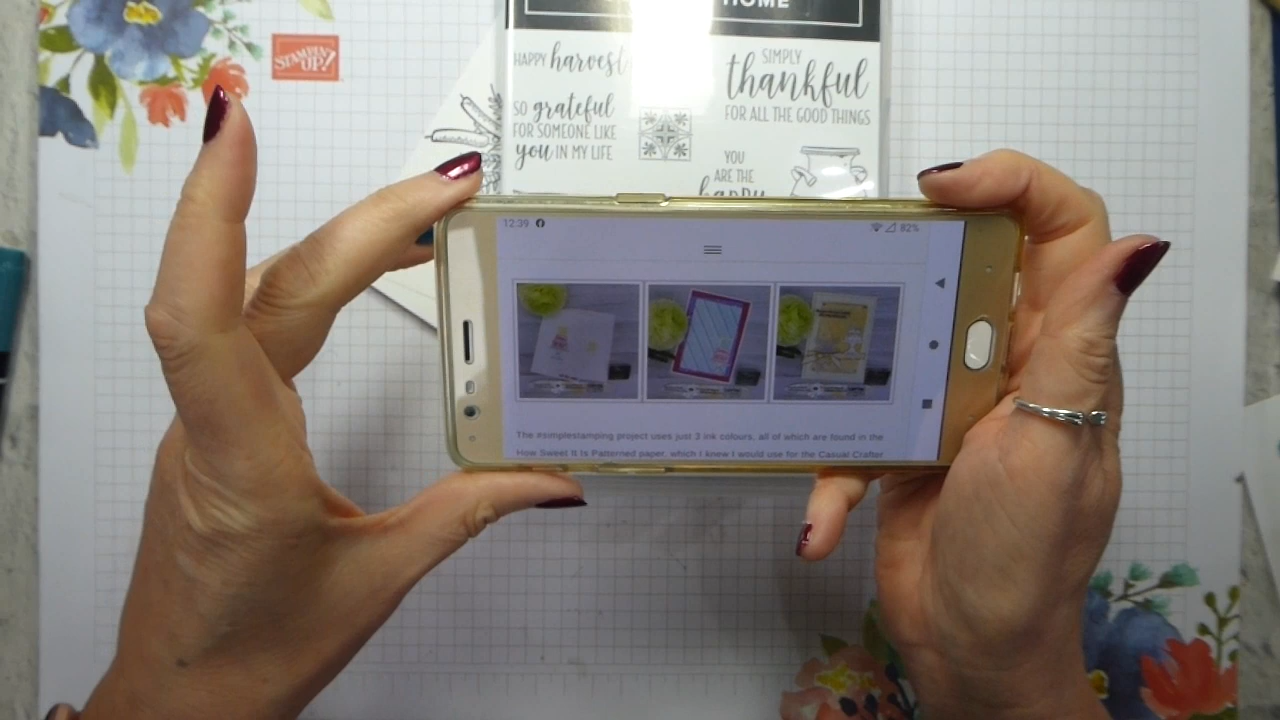 HOME
STAMPIN' UP!
HAPPY harvest
SIMPLY
thankful
FOR ALL THE GOOD THINGS
SO grateful
FOR SOMEONE LIKE
you IN MY LIFE
YOU
ARE THE
happy
12:39
82%
The #simplestamping project uses just 3 ink colours, all of which are found in the
How Sweet It Is Patterned paper, which I knew I would use for the Casual Crafter